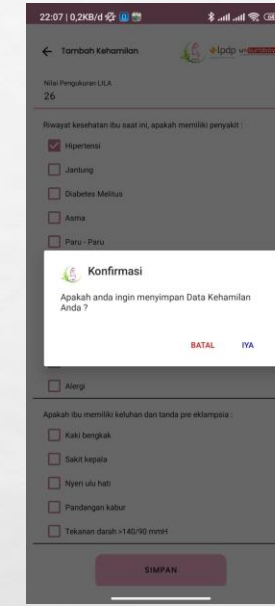 22:07 | 0,2KB/d
Tambah Kehamilan
lpdp
Nilai Pengukuran LILA
26
Riwayat kesehatan ibu saat ini, apakah memiliki penyakit :
Hipertensi
Jantung
Diabetes Melitus
Asma
Paru - Paru
Konfirmasi
Apakah anda ingin menyimpan Data Kehamilan
Anda ?
BATAL IYA
Alergi
Apakah ibu memiliki keluhan dan tanda pre eklampsia :
Kaki bengkak
Sakit kepala
Nyeri ulu hati
Pandangan kabur
Tekanan darah >140/90 mmH
SIMPAN